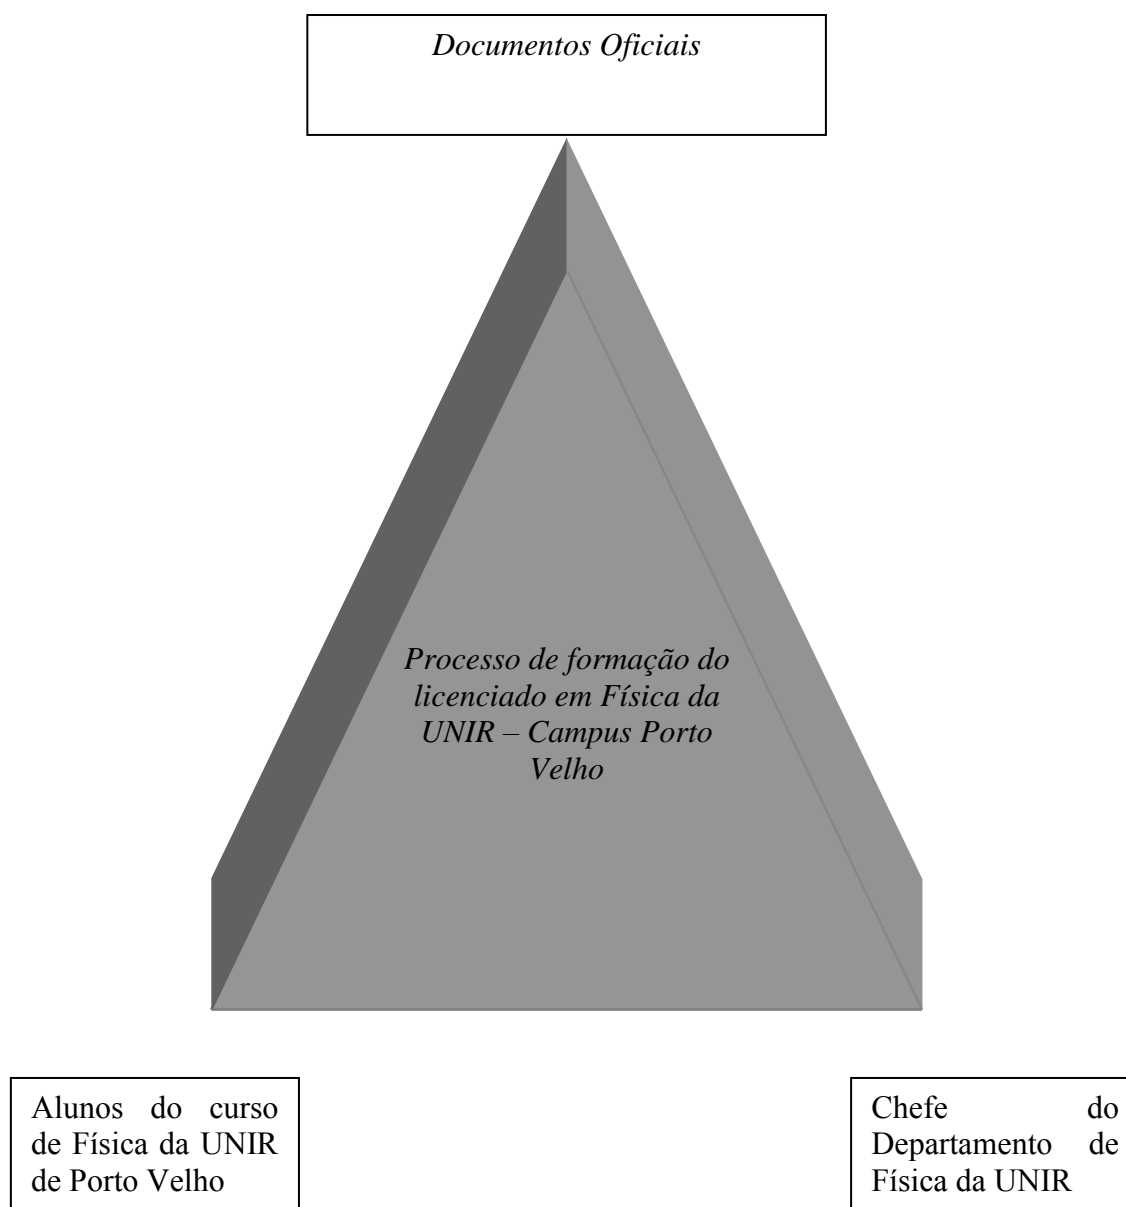 Documentos Oficiais
Processo de formação do
licenciado em Física da
UNIR – Campus Porto
Velho
Alunos do curso
de Física da UNIR
de Porto Velho
Chefe do
Departamento de
Física da UNIR